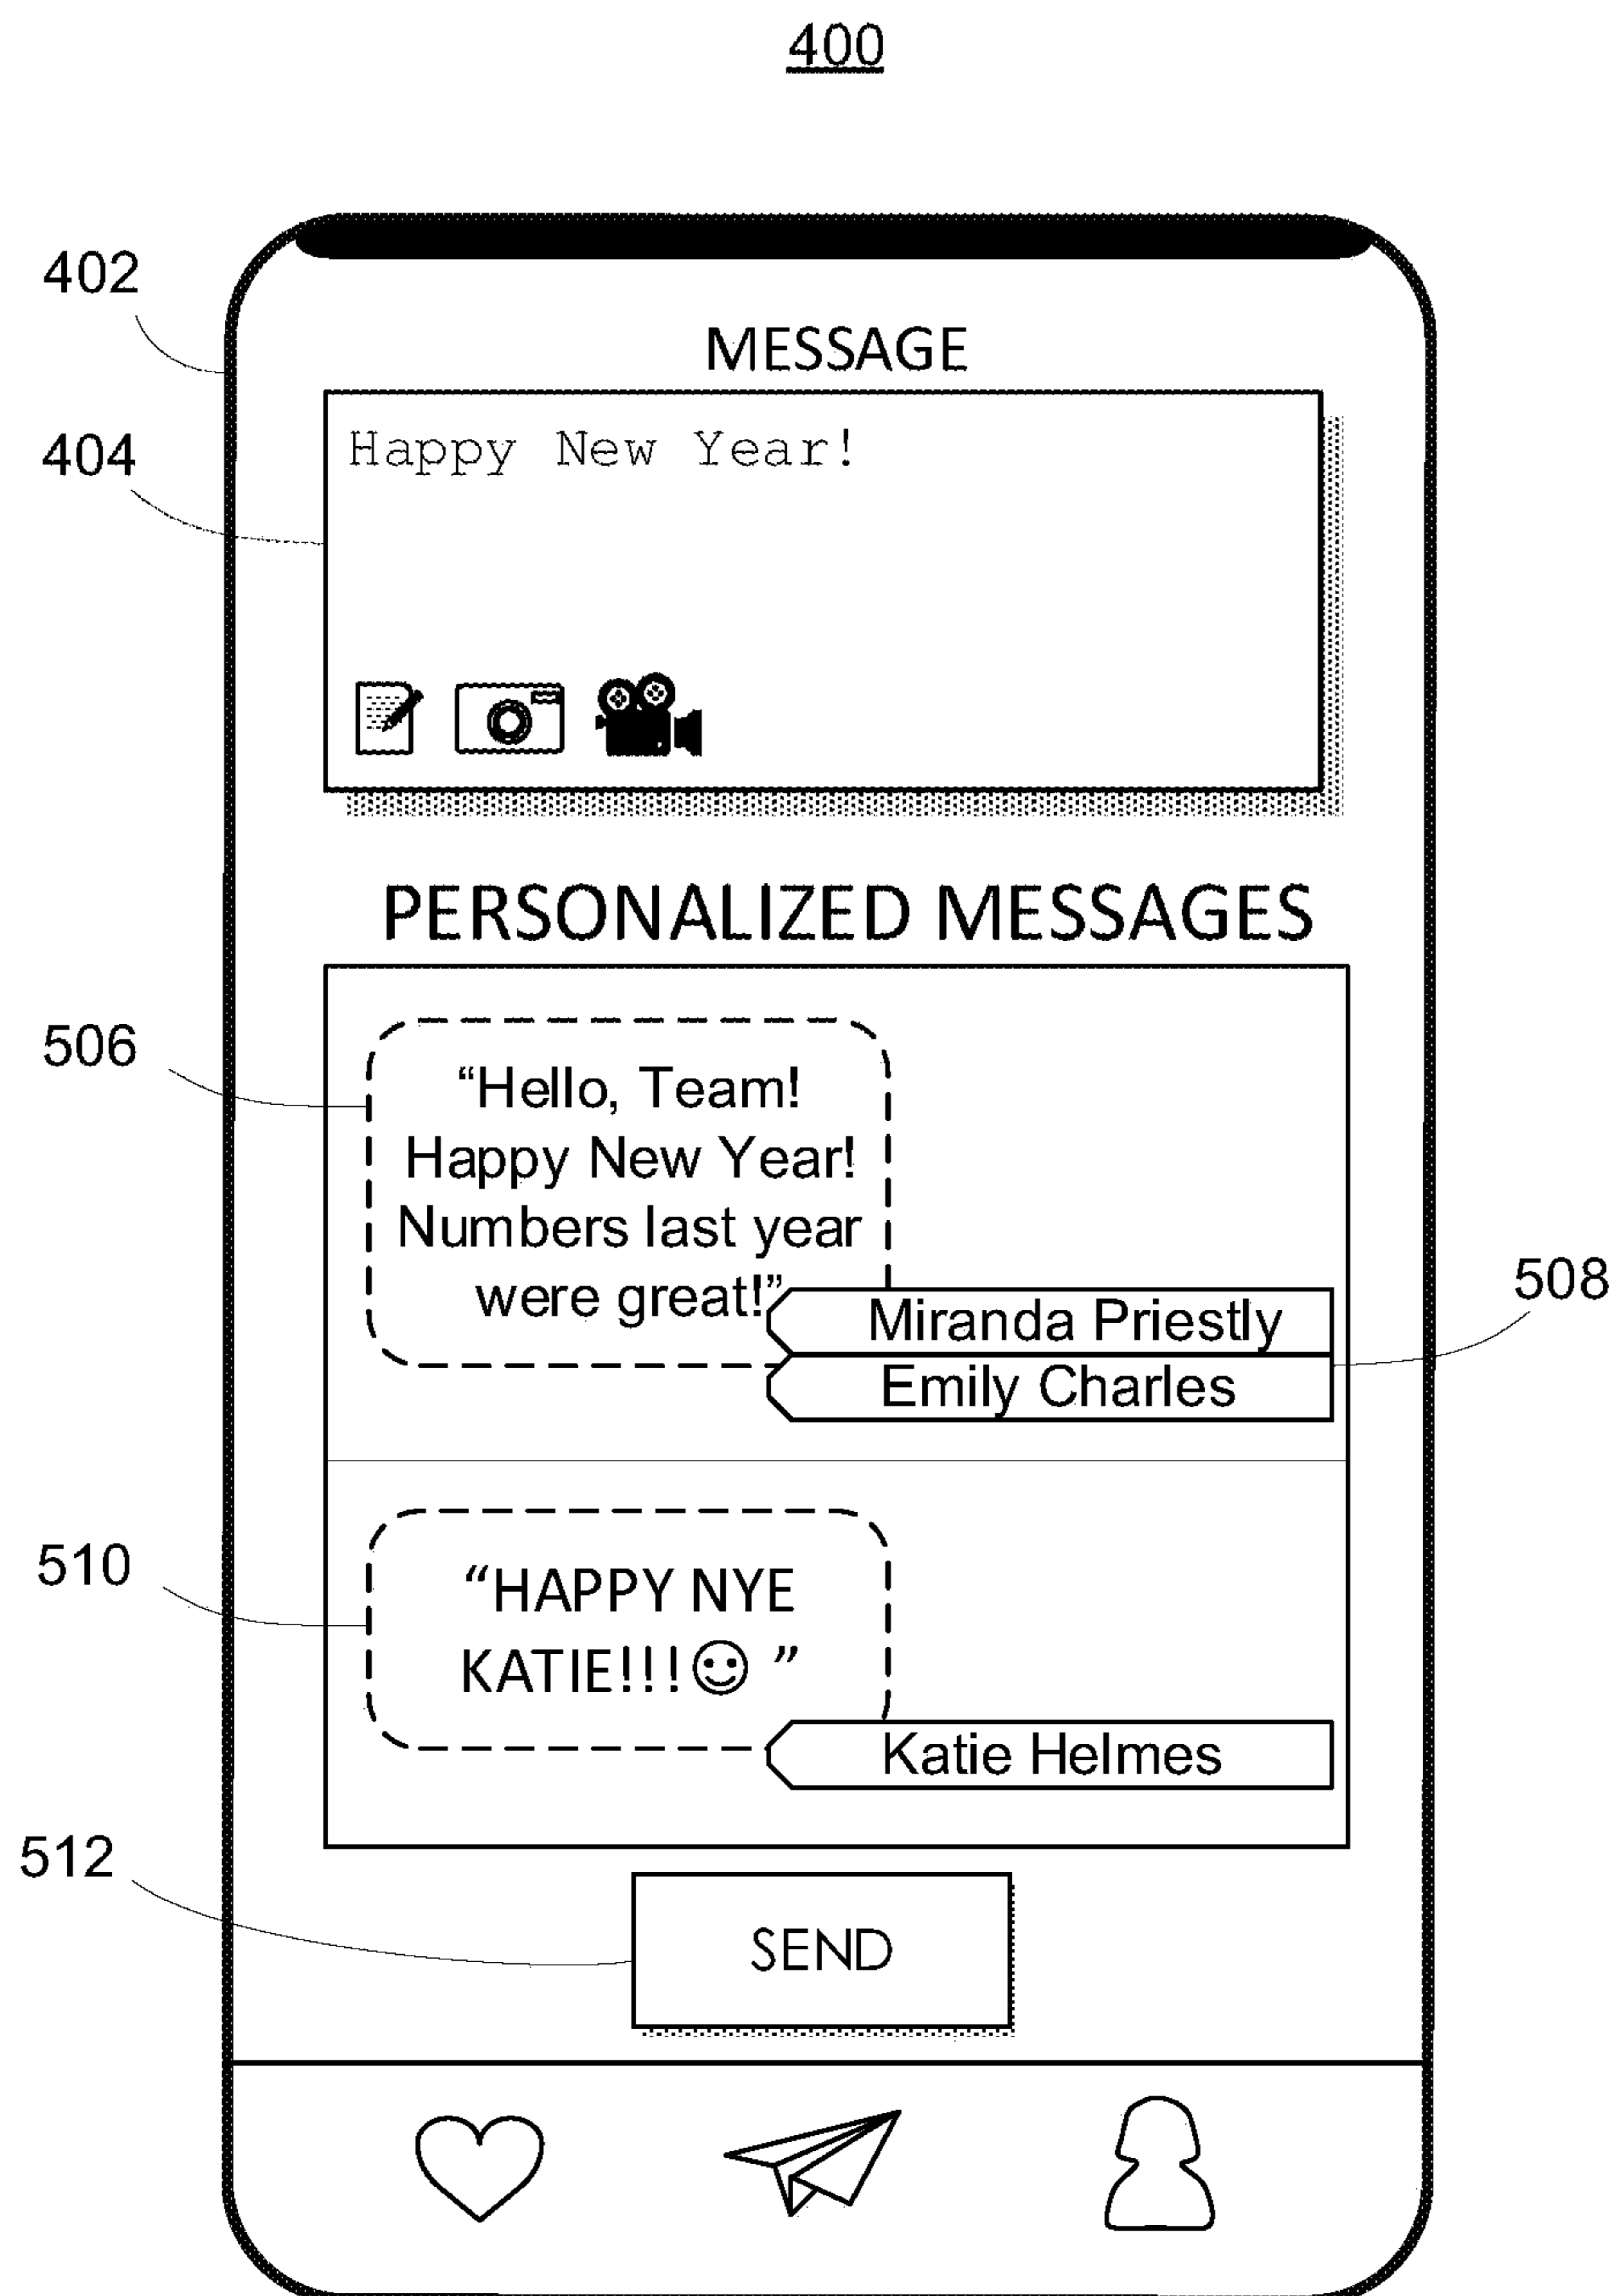 400
402
MESSAGE
404
Happy New Year!
PERSONALIZED MESSAGES
506
“Hello, Team!
Happy New Year!
Numbers last year
were great!”
508
Miranda Priestly
Emily Charles
510
“HAPPY NYE
KATIE!!!☺ ”
Katie Helmes
512
SEND